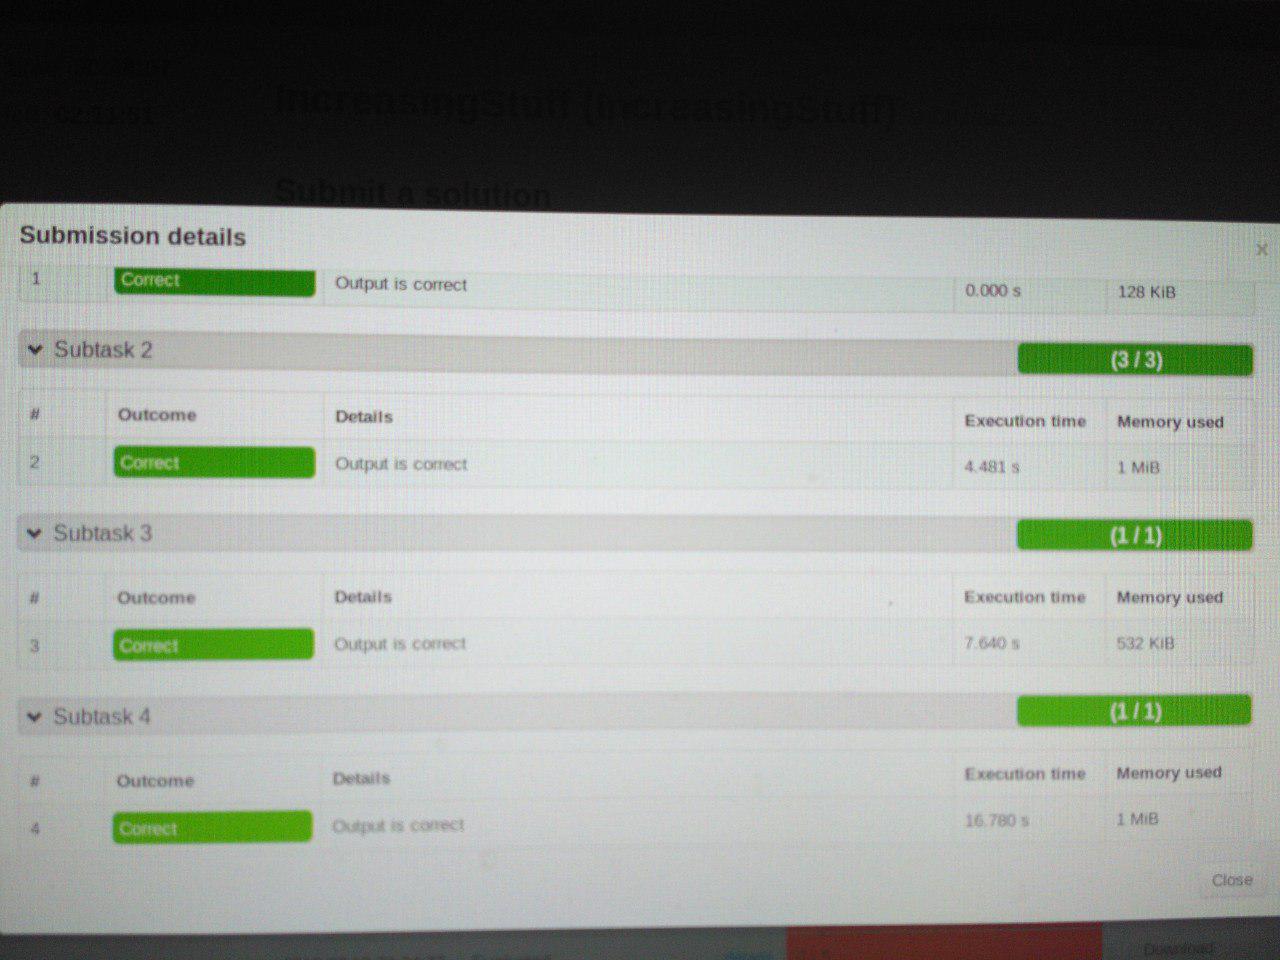 IncreasingStuff (IncreasingStuff)
Submit a solution
Submission details ×
1 Correct Output is correct 0.000 s 128 KiB
Subtask 2 (3 / 3)
# Outcome Details Execution time Memory used
2 Correct Output is correct 4.481 s 1 MiB
Subtask 3 (1 / 1)
# Outcome Details Execution time Memory used
3 Correct Output is correct 7.640 s 532 KiB
Subtask 4 (1 / 1)
# Outcome Details Execution time Memory used
4 Correct Output is correct 16.780 s 1 MiB
Close
Download